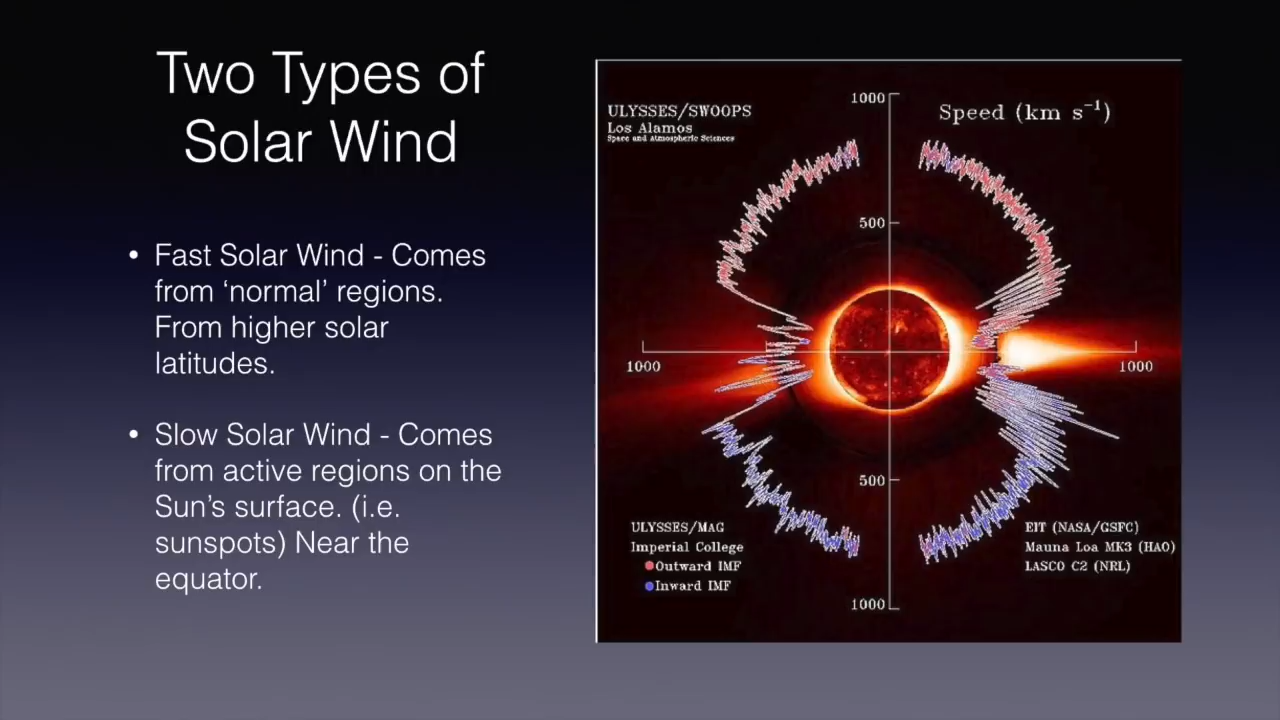 Two Types of
Solar Wind
• Fast Solar Wind - Comes
from ‘normal’ regions.
From higher solar
latitudes.
• Slow Solar Wind - Comes
from active regions on the
Sun’s surface. (i.e.
sunspots) Near the
equator.
ULYSSES/SWOOPS
Los Alamos
Space and Atmospheric Sciences
1000
Speed (km s⁻¹)
500
1000
1000
500
ULYSSES/MAG
Imperial College
Outward IMF
Inward IMF
EIT (NASA/GSFC)
Mauna Loa MK3 (HAO)
LASCO C2 (NRL)
1000